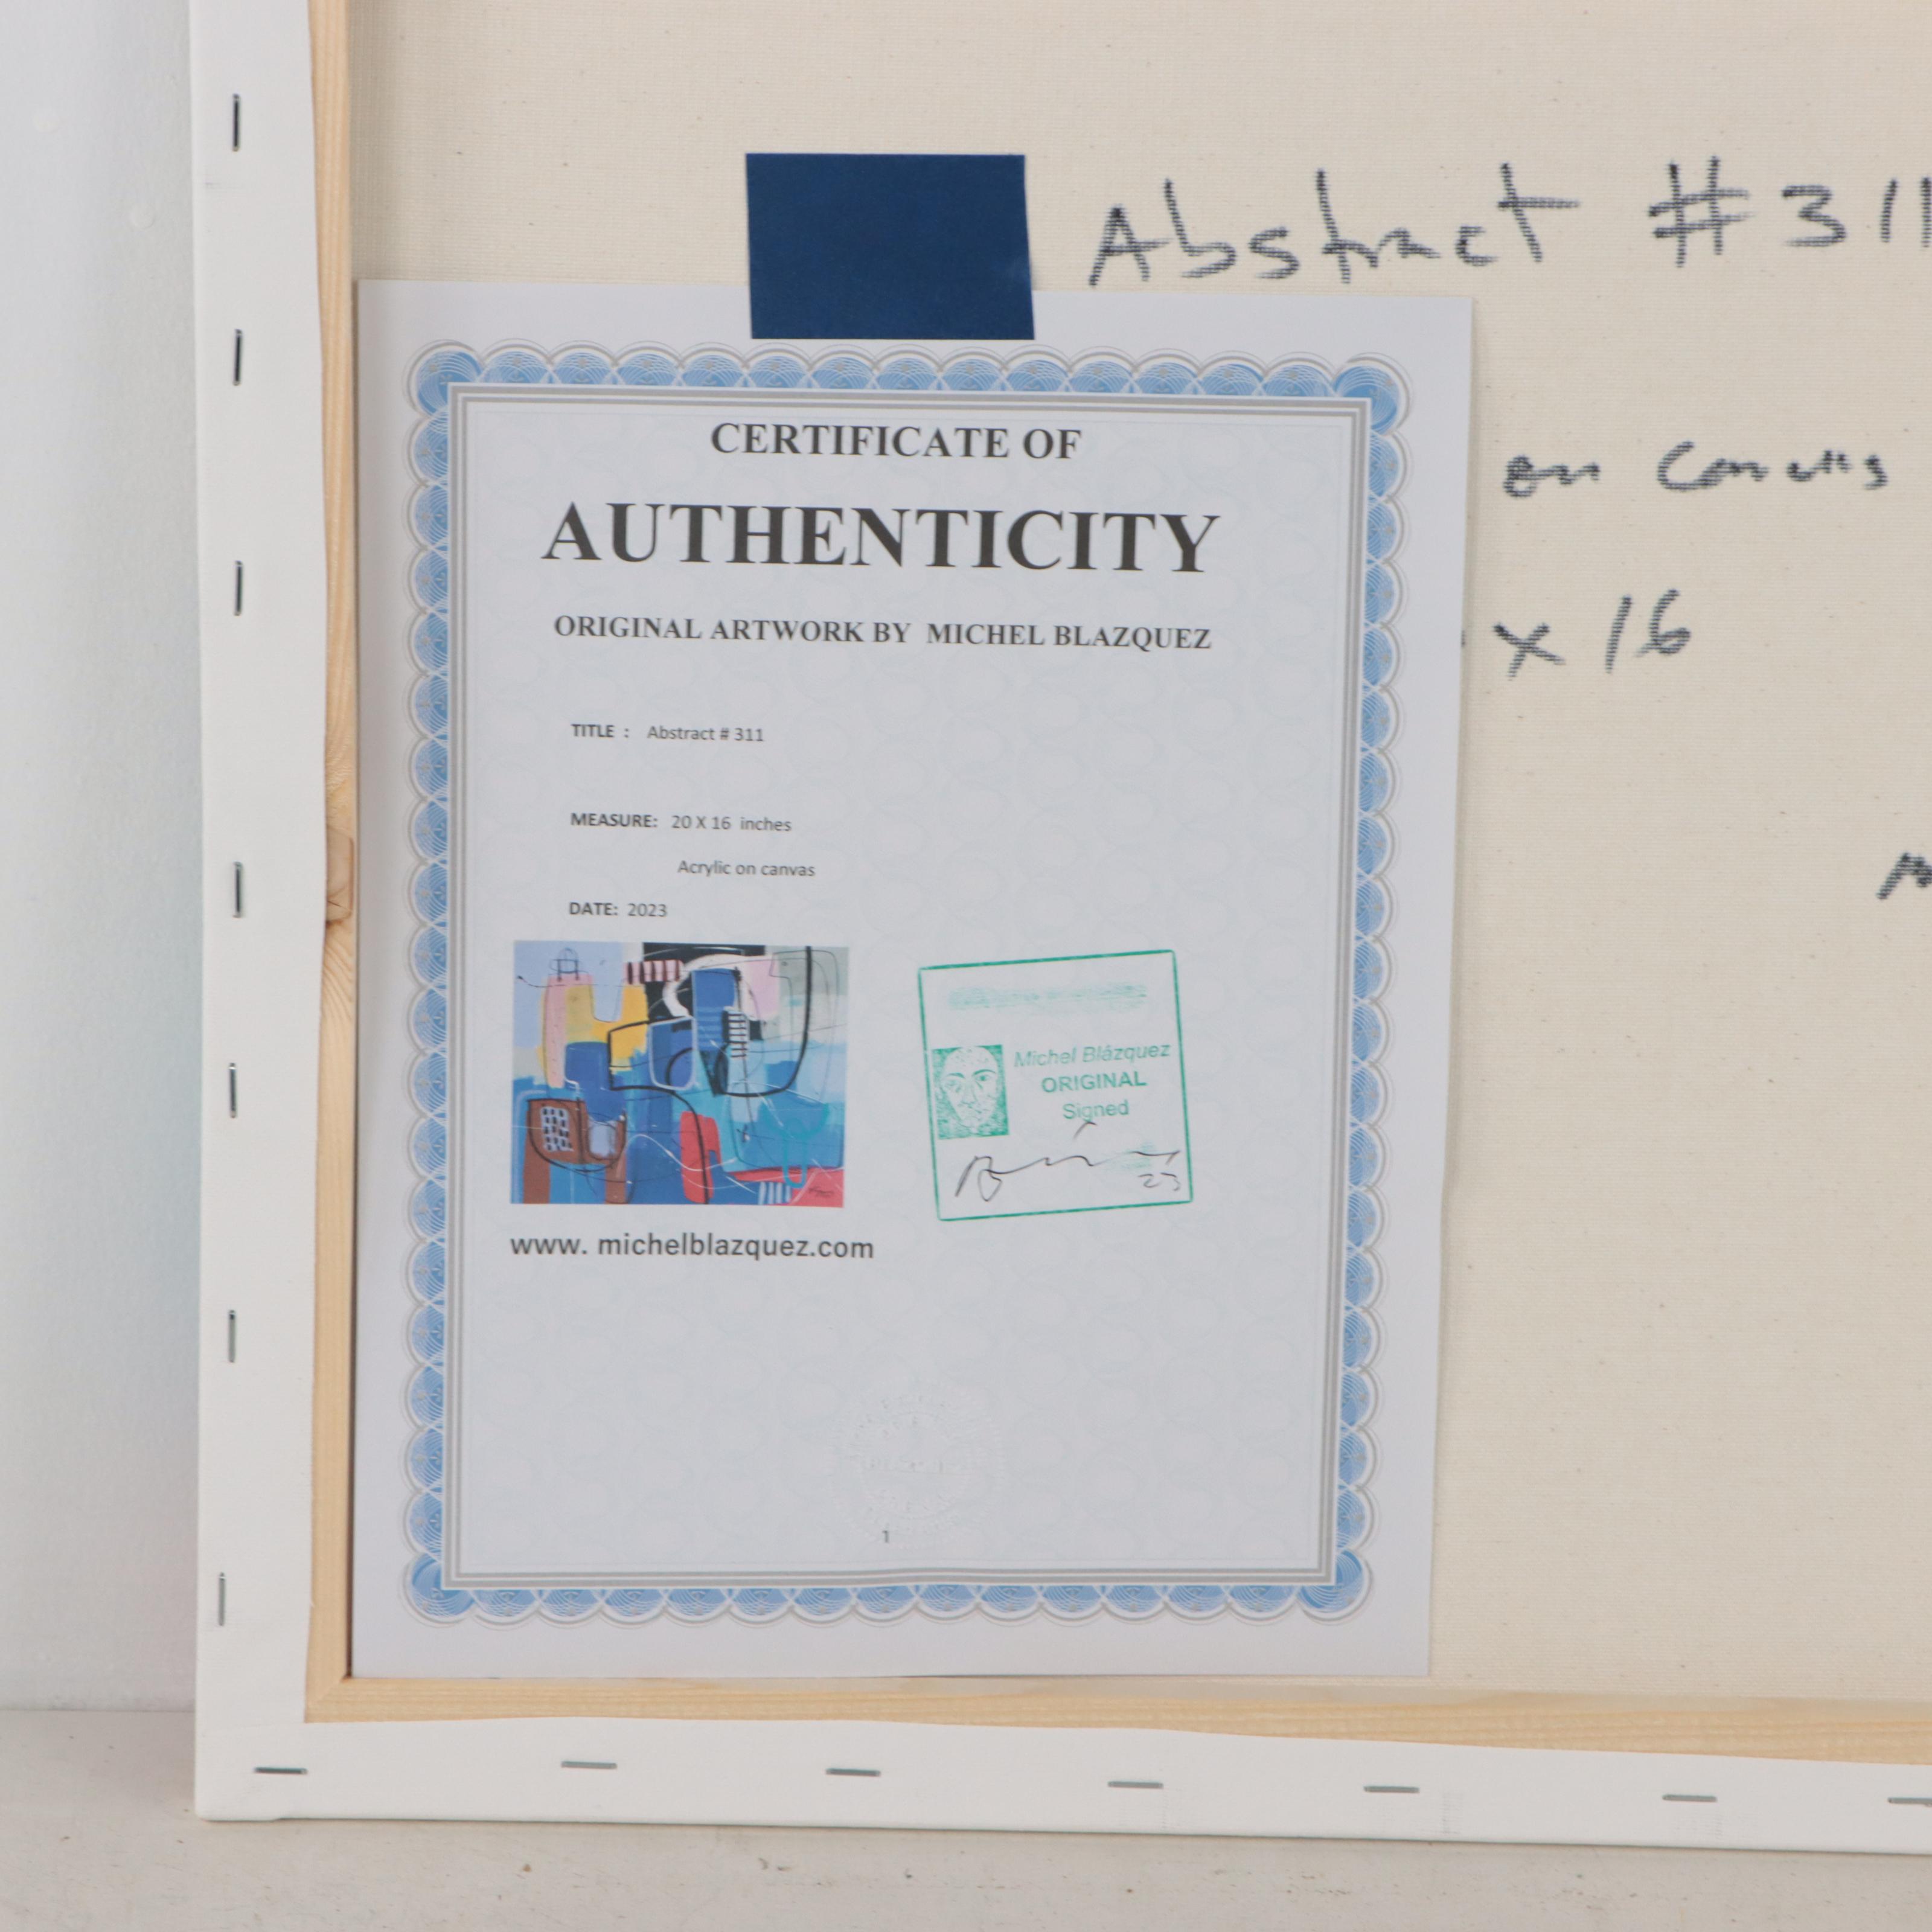 Abstract #311
on Canvas
x 16
CERTIFICATE OF
AUTHENTICITY
ORIGINAL ARTWORK BY MICHEL BLAZQUEZ
TITLE : Abstract # 311
MEASURE: 20 X 16 inches
Acrylic on canvas
DATE: 2023
Michel Blázquez
ORIGINAL
Signed
23
www. michelblazquez.com
1